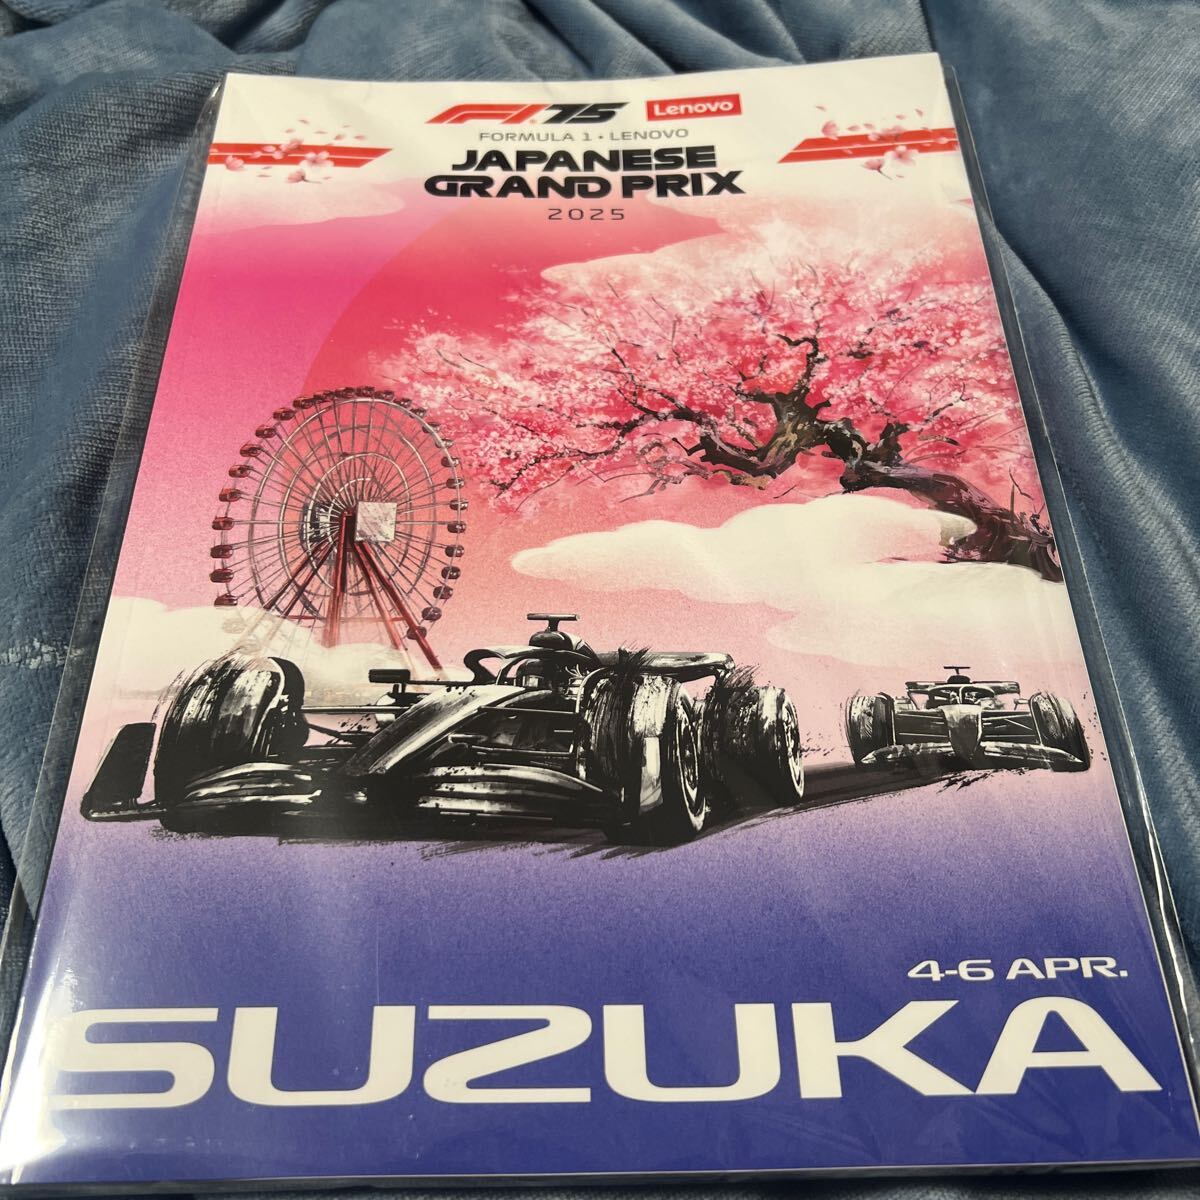 F1.75 Lenovo
FORMULA 1 • LENOVO
JAPANESE
GRAND PRIX
2025
4-6 APR.
SUZUKA